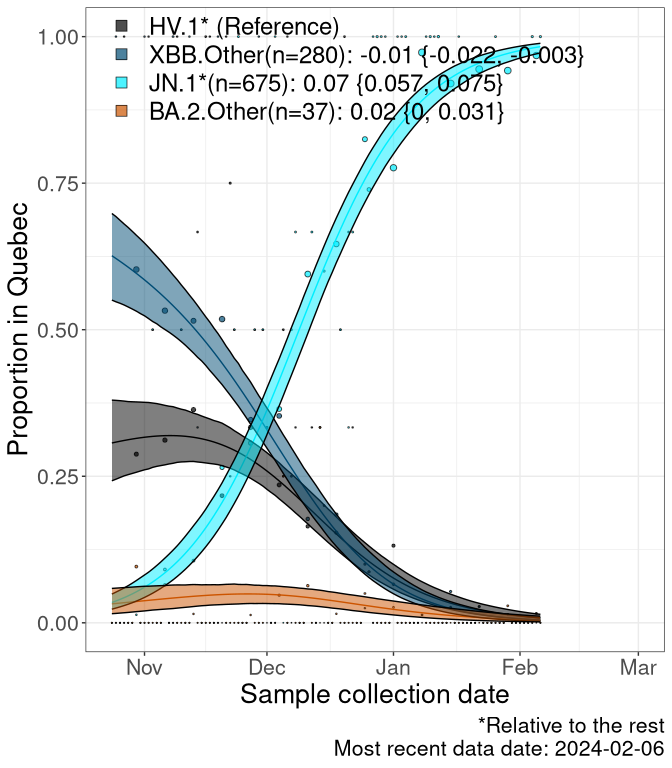 HV.1* (Reference)
XBB.Other(n=280): -0.01 {-0.022, -0.003}
JN.1*(n=675): 0.07 {0.057, 0.075}
BA.2.Other(n=37): 0.02 {0, 0.031}
1.00
0.75
0.50
0.25
0.00
Proportion in Quebec
Nov Dec Jan Feb Mar
Sample collection date
*Relative to the rest
Most recent data date: 2024-02-06